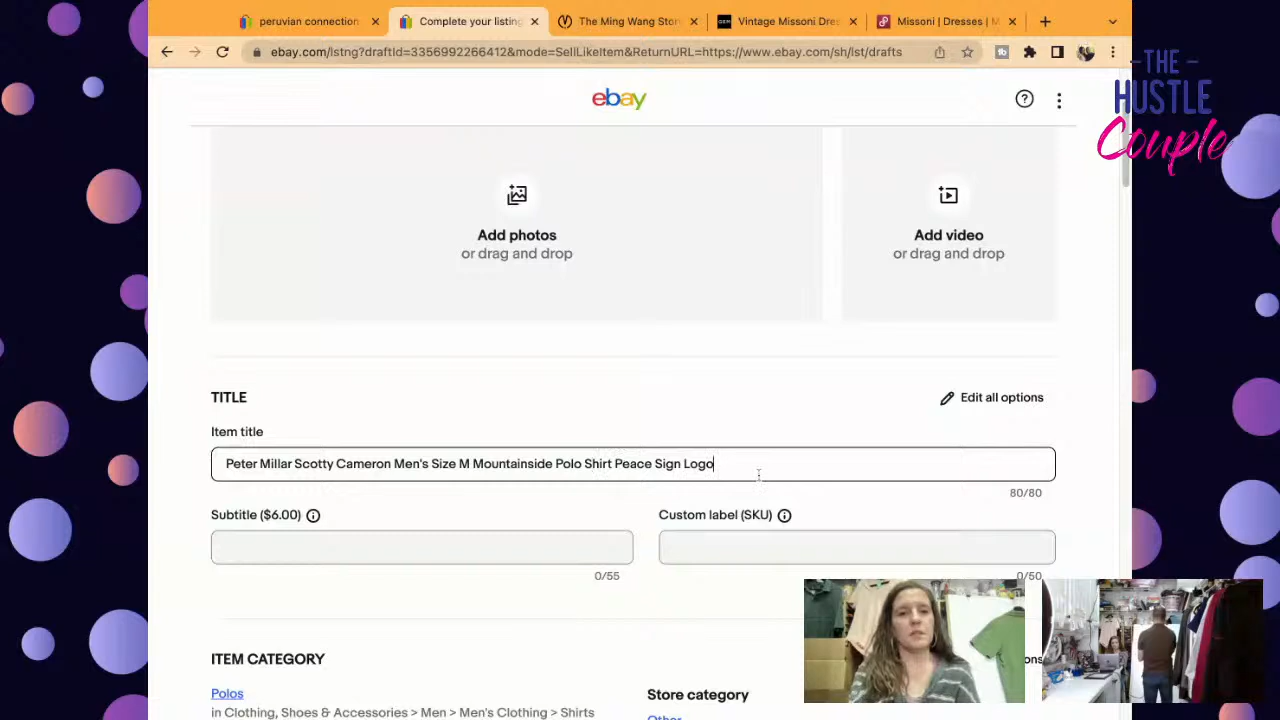 peruvian connection
Complete your listing
The Ming Wang Stor
Vintage Missoni Dres
Missoni | Dresses | M
ebay.com/lstng?draftId=3356992266412&mode=SellLikeItem&ReturnURL=https://www.ebay.com/sh/lst/drafts
THE
HUSTLE
Couple
ebay
Add photos
or drag and drop
Add video
or drag and drop
TITLE
Edit all options
Item title
Peter Millar Scotty Cameron Men's Size M Mountainside Polo Shirt Peace Sign Logo
80/80
Subtitle ($6.00)
Custom label (SKU)
0/55
0/50
ITEM CATEGORY
ons
Polos
Store category
in Clothing, Shoes & Accessories > Men > Men's Clothing > Shirts
Other